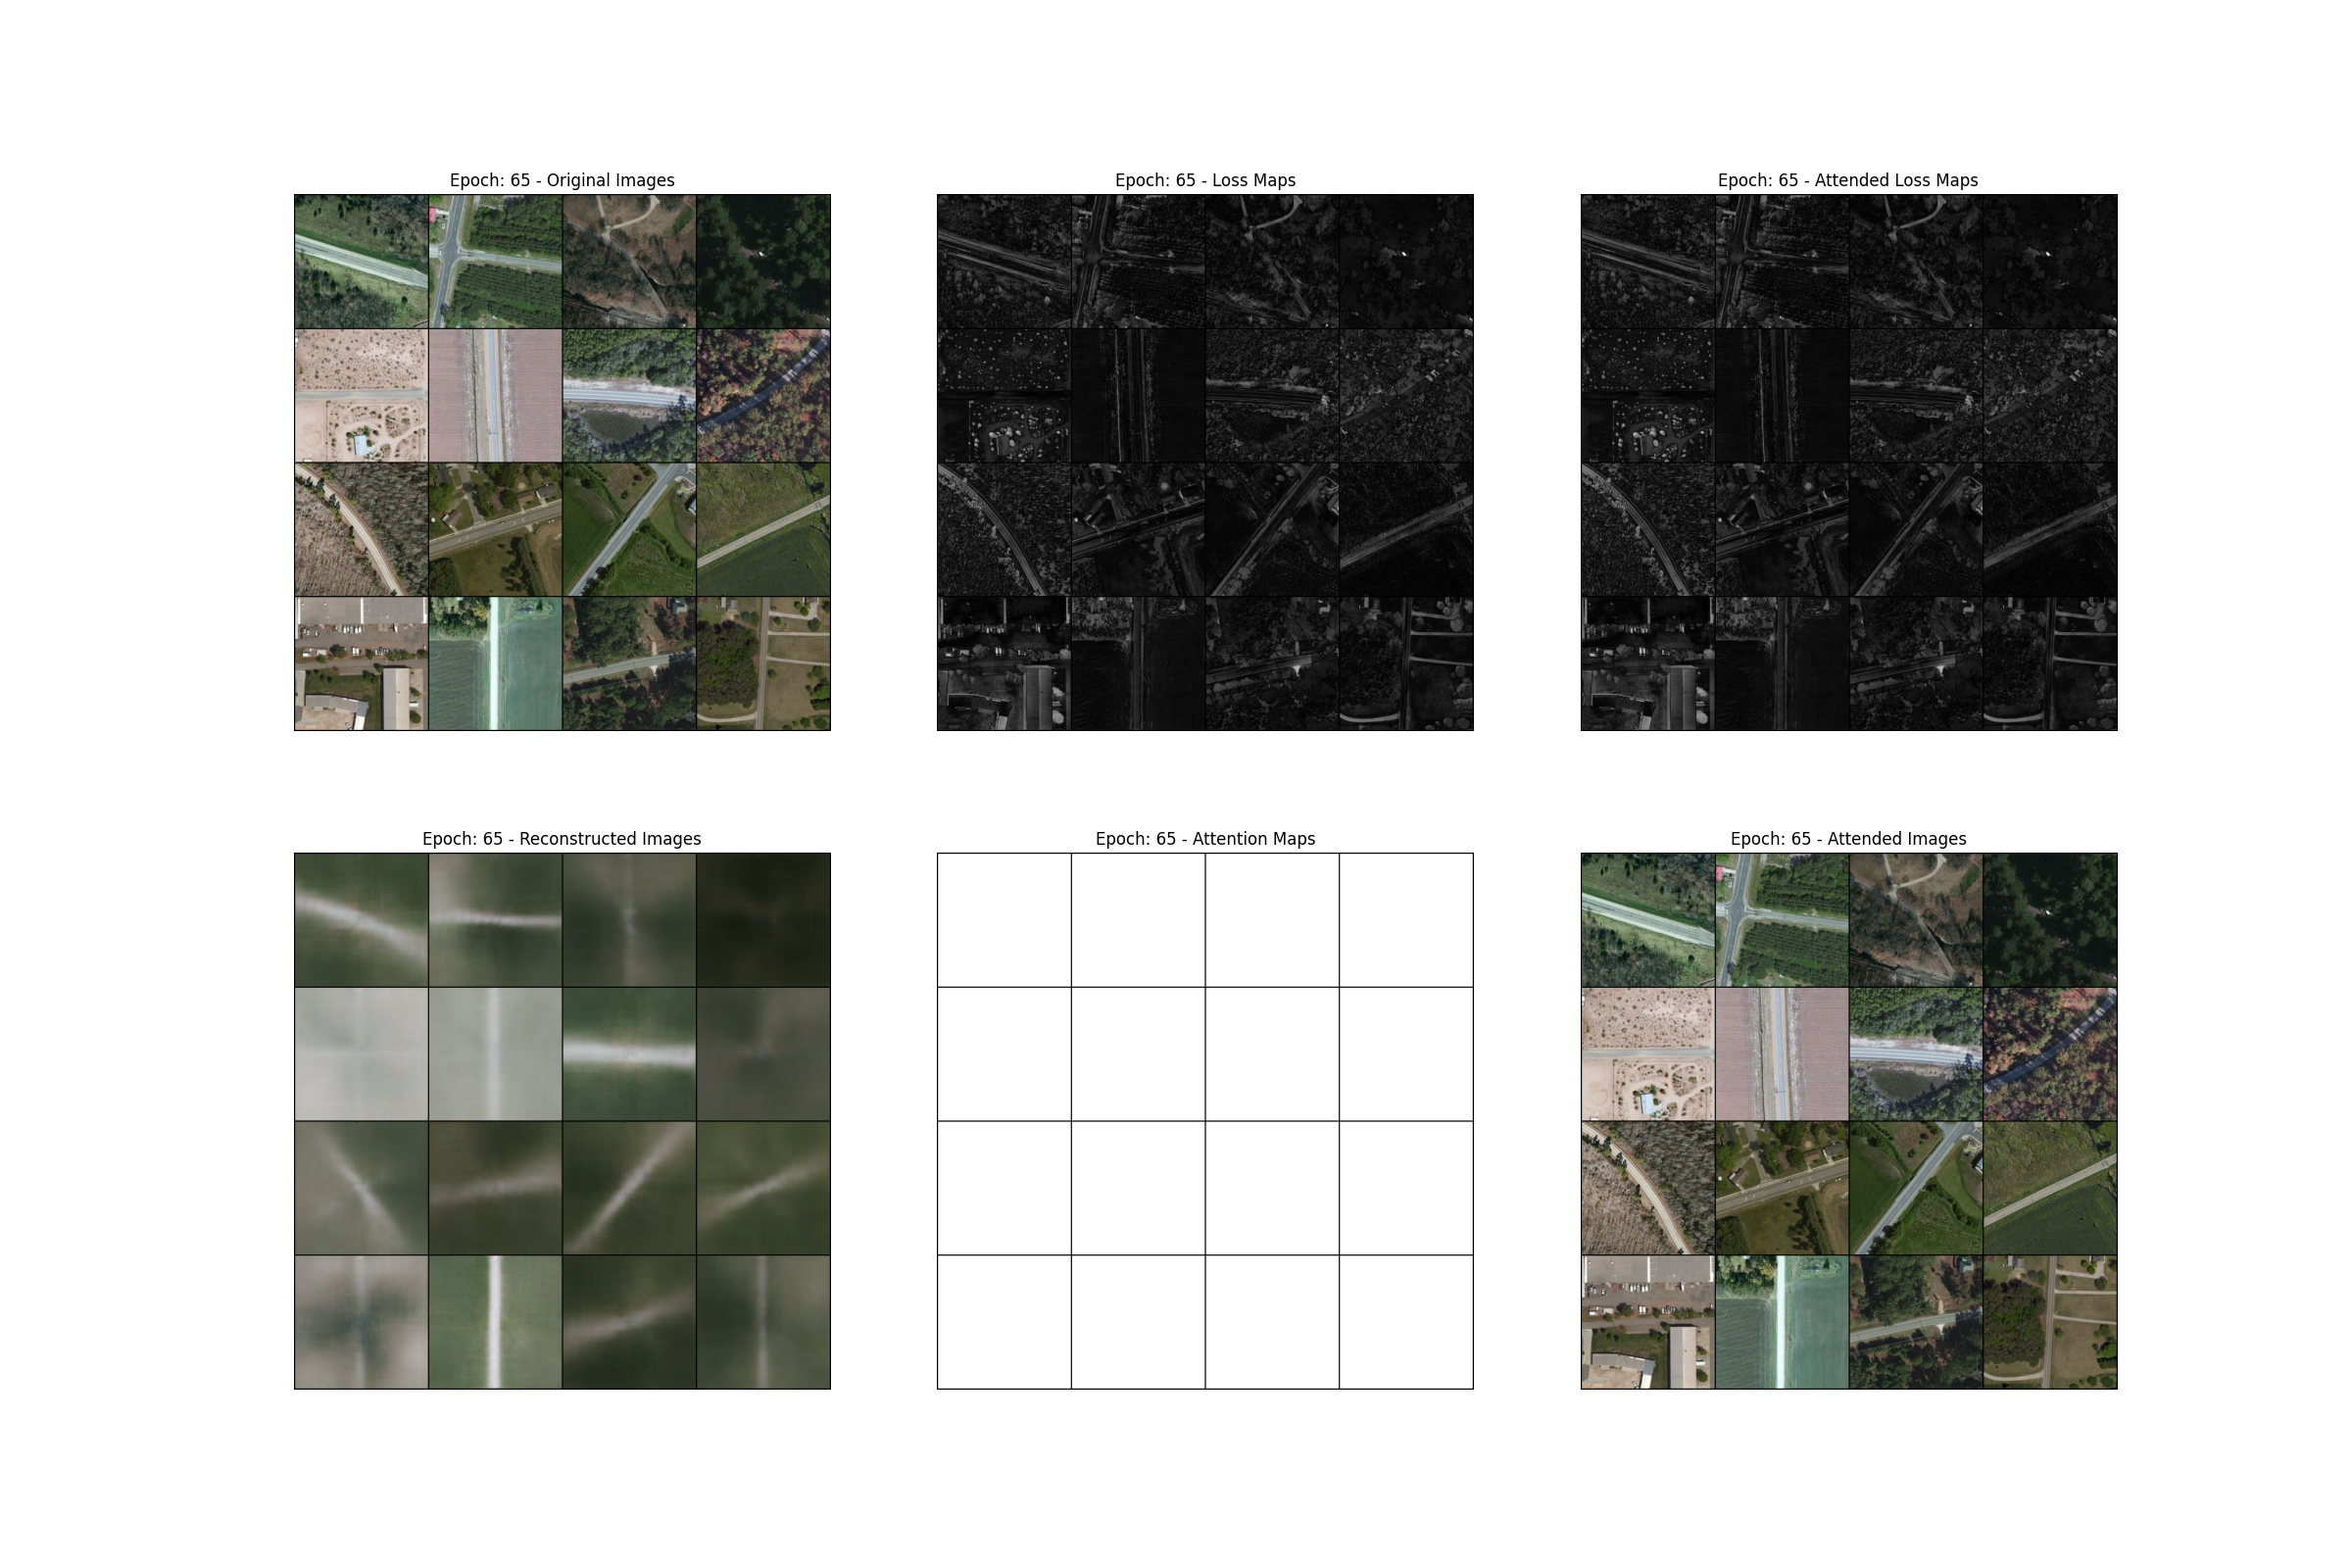 Epoch: 65 - Original Images
Epoch: 65 - Loss Maps
Epoch: 65 - Attended Loss Maps
Epoch: 65 - Reconstructed Images
Epoch: 65 - Attention Maps
Epoch: 65 - Attended Images